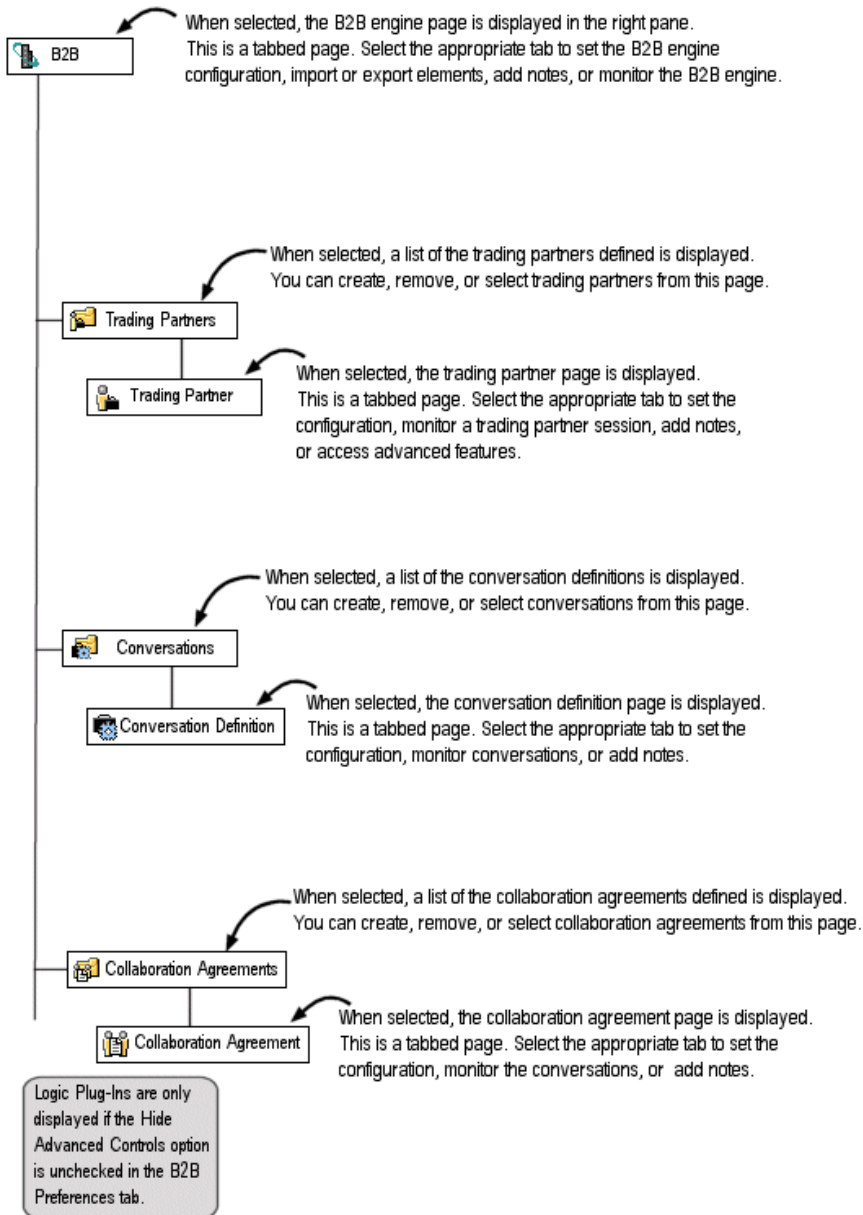 When selected, the B2B engine page is displayed in the right pane.
This is a tabbed page. Select the appropriate tab to set the B2B engine
configuration, import or export elements, add notes, or monitor the B2B engine.
B2B
When selected, a list of the trading partners defined is displayed.
You can create, remove, or select trading partners from this page.
Trading Partners
When selected, the trading partner page is displayed.
This is a tabbed page. Select the appropriate tab to set the
configuration, monitor a trading partner session, add notes,
or access advanced features.
Trading Partner
When selected, a list of the conversation definitions is displayed.
You can create, remove, or select conversations from this page.
Conversations
When selected, the conversation definition page is displayed.
This is a tabbed page. Select the appropriate tab to set the
configuration, monitor conversations, or add notes.
Conversation Definition
When selected, a list of the collaboration agreements defined is displayed.
You can create, remove, or select collaboration agreements from this page.
Collaboration Agreements
When selected, the collaboration agreement page is displayed.
This is a tabbed page. Select the appropriate tab to set the
configuration, monitor the conversations, or add notes.
Collaboration Agreement
Logic Plug-Ins are only
displayed if the Hide
Advanced Controls option
is unchecked in the B2B
Preferences tab.